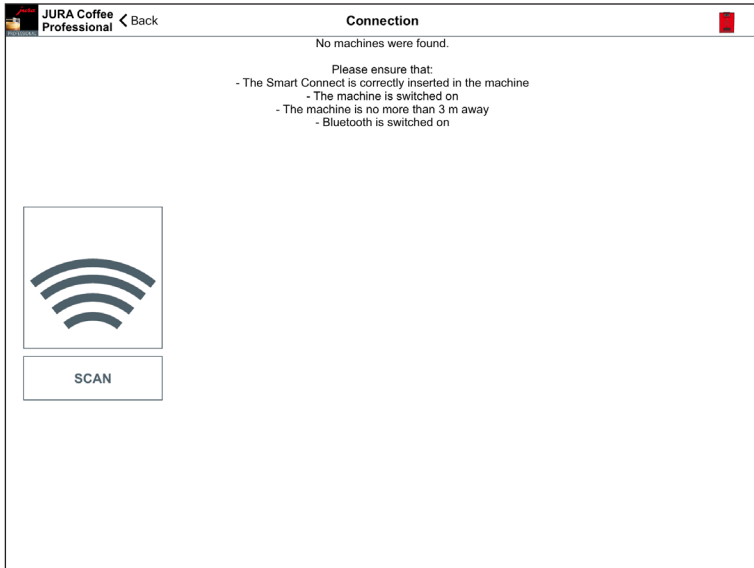 jura
PROFESSIONAL
JURA Coffee
Professional
Back
Connection
No machines were found.
Please ensure that:
- The Smart Connect is correctly inserted in the machine
- The machine is switched on
- The machine is no more than 3 m away
- Bluetooth is switched on
SCAN